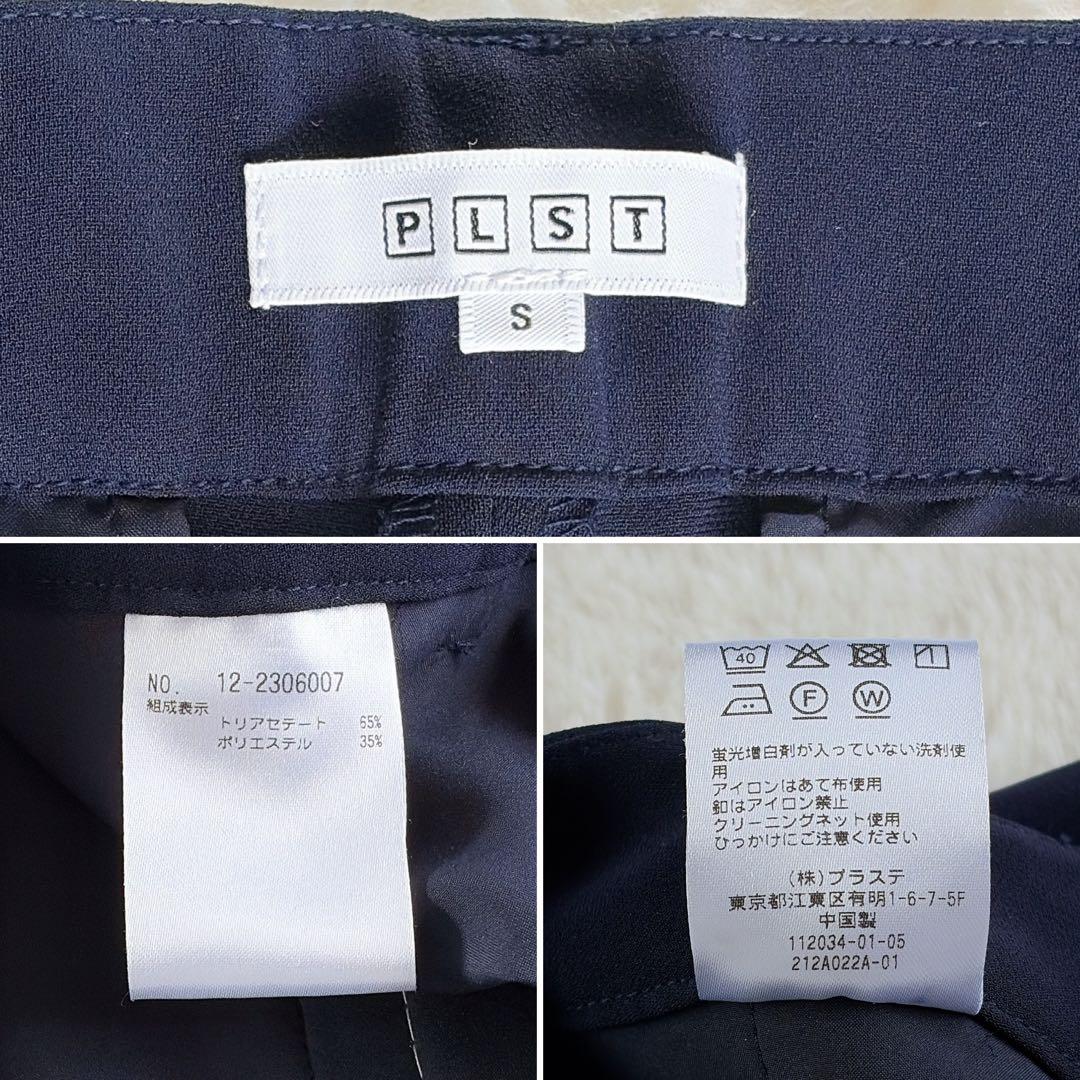 PLST
S
NO. 12-2306007
組成表示
トリアセテート 65%
ポリエステル 35%
40
F W
蛍光増白剤が入っていない洗剤使
用
アイロンはあて布使用
釦はアイロン禁止
クリーニングネット使用
ひっかけにご注意ください
(株)プラステ
東京都江東区有明1-6-7-5F
中国製
112034-01-05
212A022A-01